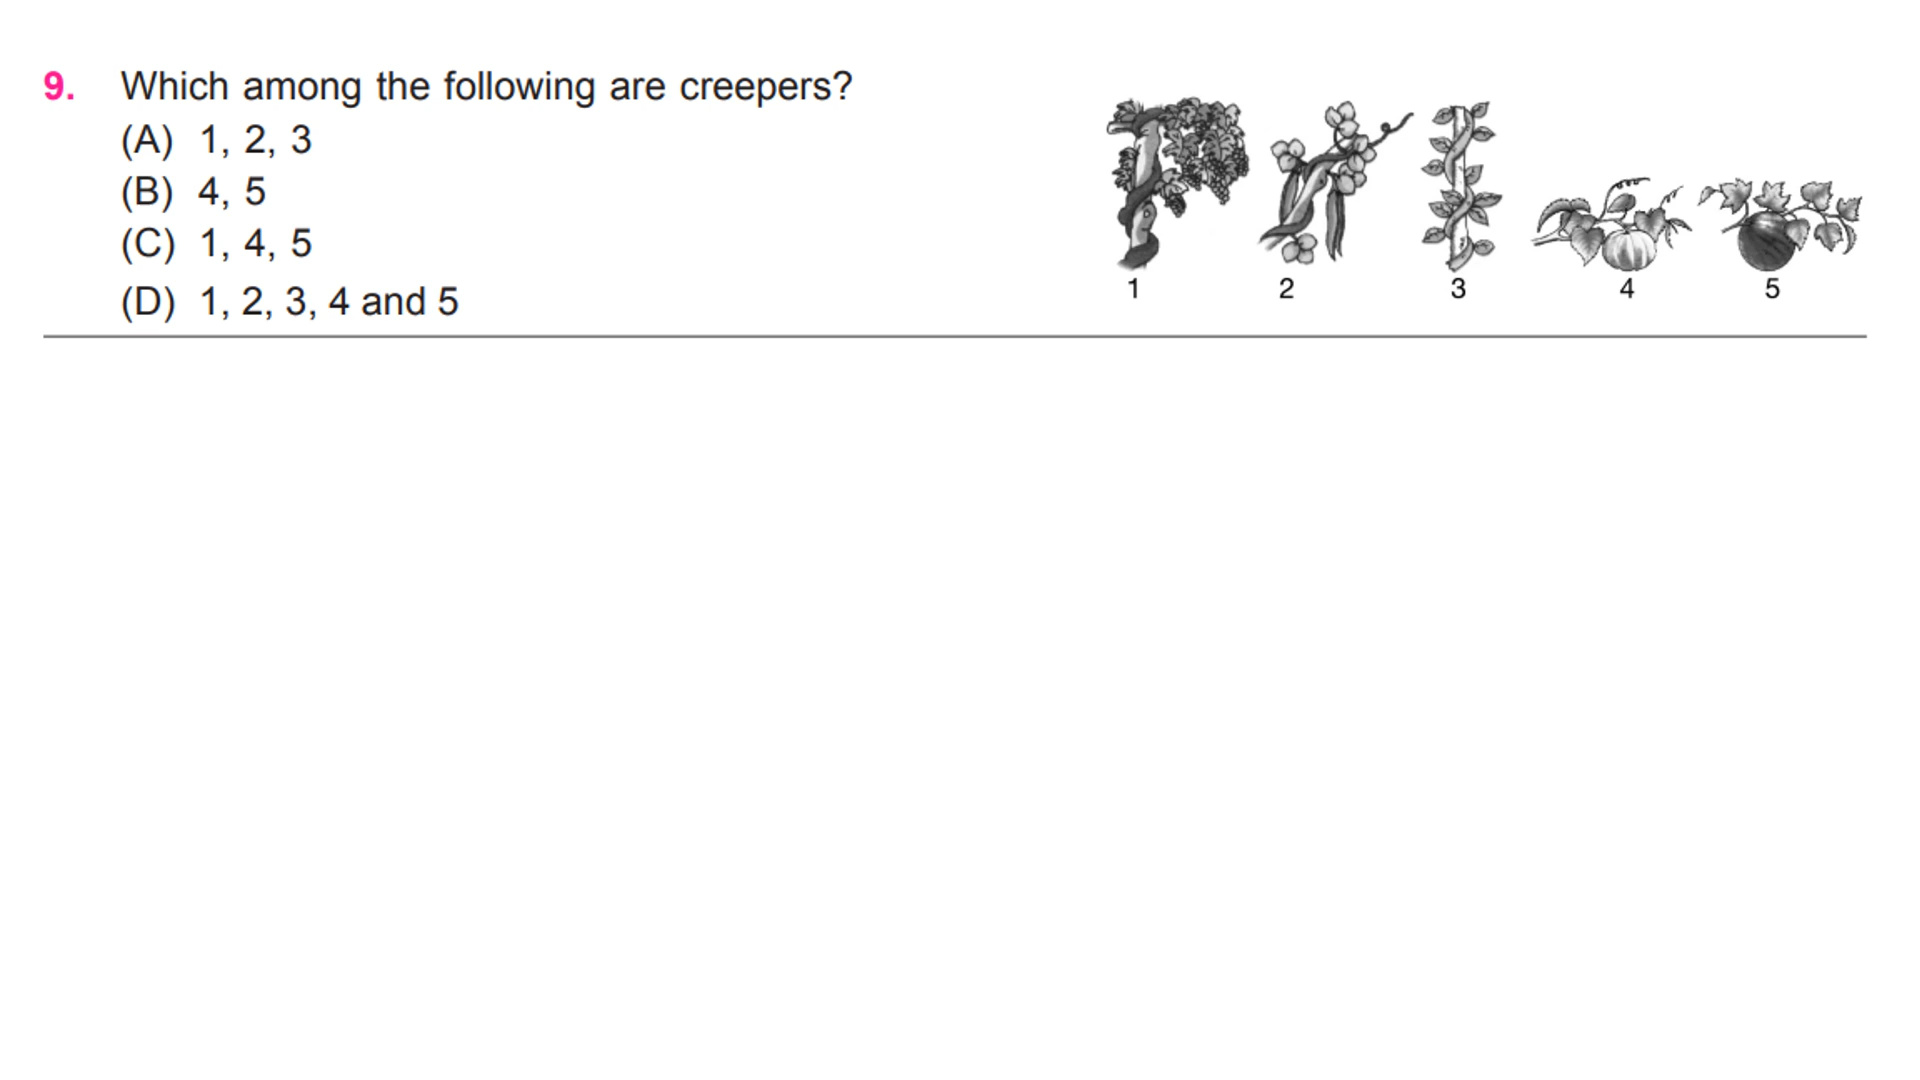 9. Which among the following are creepers?
(A) 1, 2, 3
(B) 4, 5
(C) 1, 4, 5
(D) 1, 2, 3, 4 and 5
1 2 3 4 5